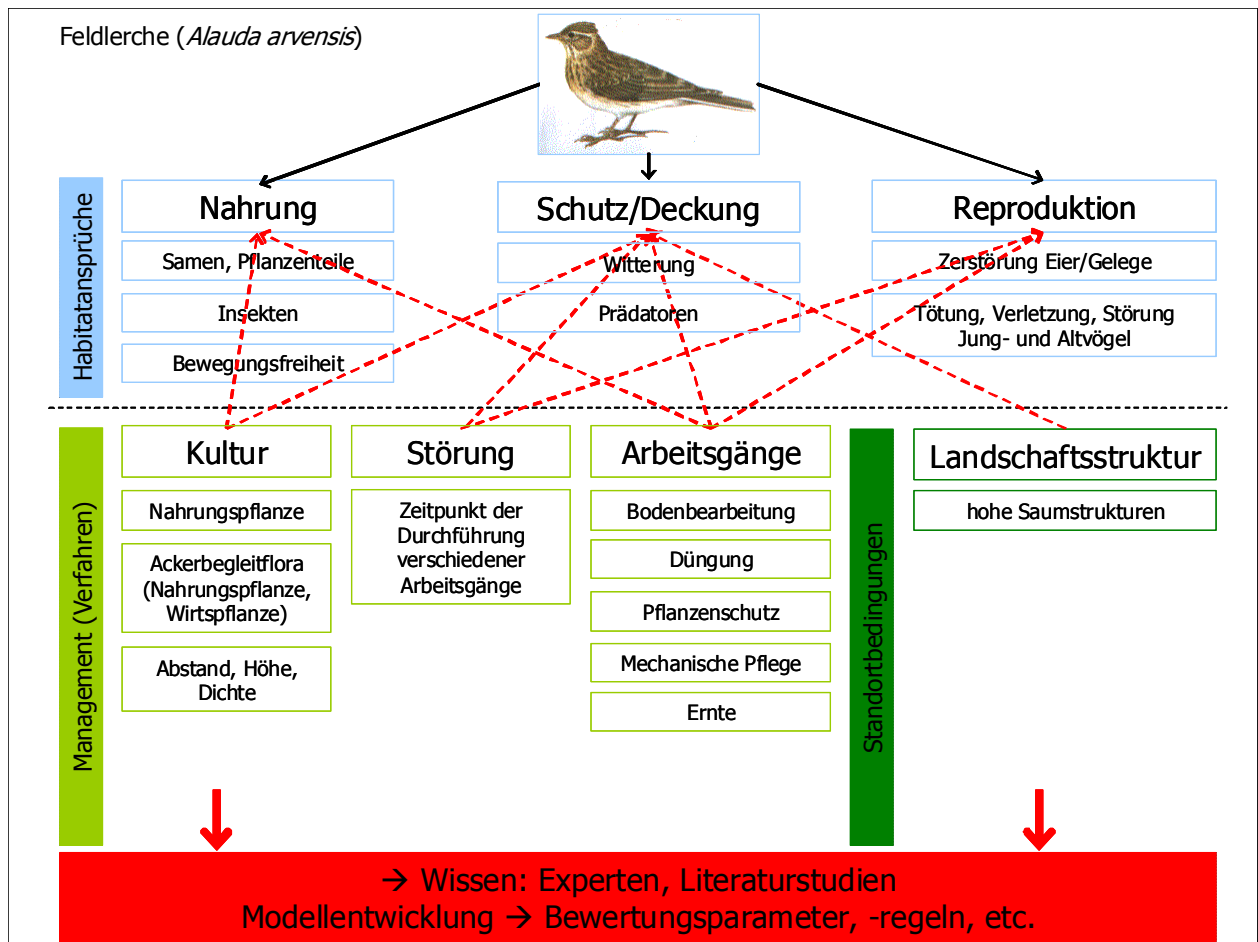 Feldlerche (Alauda arvensis)
Habitatansprüche
Nahrung
Samen, Pflanzenteile
Insekten
Bewegungsfreiheit
Schutz/Deckung
Witterung
Prädatoren
Reproduktion
Zerstörung Eier/Gelege
Tötung, Verletzung, Störung
Jung- und Altvögel
Management (Verfahren)
Kultur
Nahrungspflanze
Ackerbegleitflora
(Nahrungspflanze,
Wirtspflanze)
Abstand, Höhe,
Dichte
Störung
Zeitpunkt der
Durchführung
verschiedener
Arbeitsgänge
Arbeitsgänge
Bodenbearbeitung
Düngung
Pflanzenschutz
Mechanische Pflege
Ernte
Standortbedingungen
Landschaftsstruktur
hohe Saumstrukturen
→ Wissen: Experten, Literaturstudien
Modellentwicklung → Bewertungsparameter, -regeln, etc.